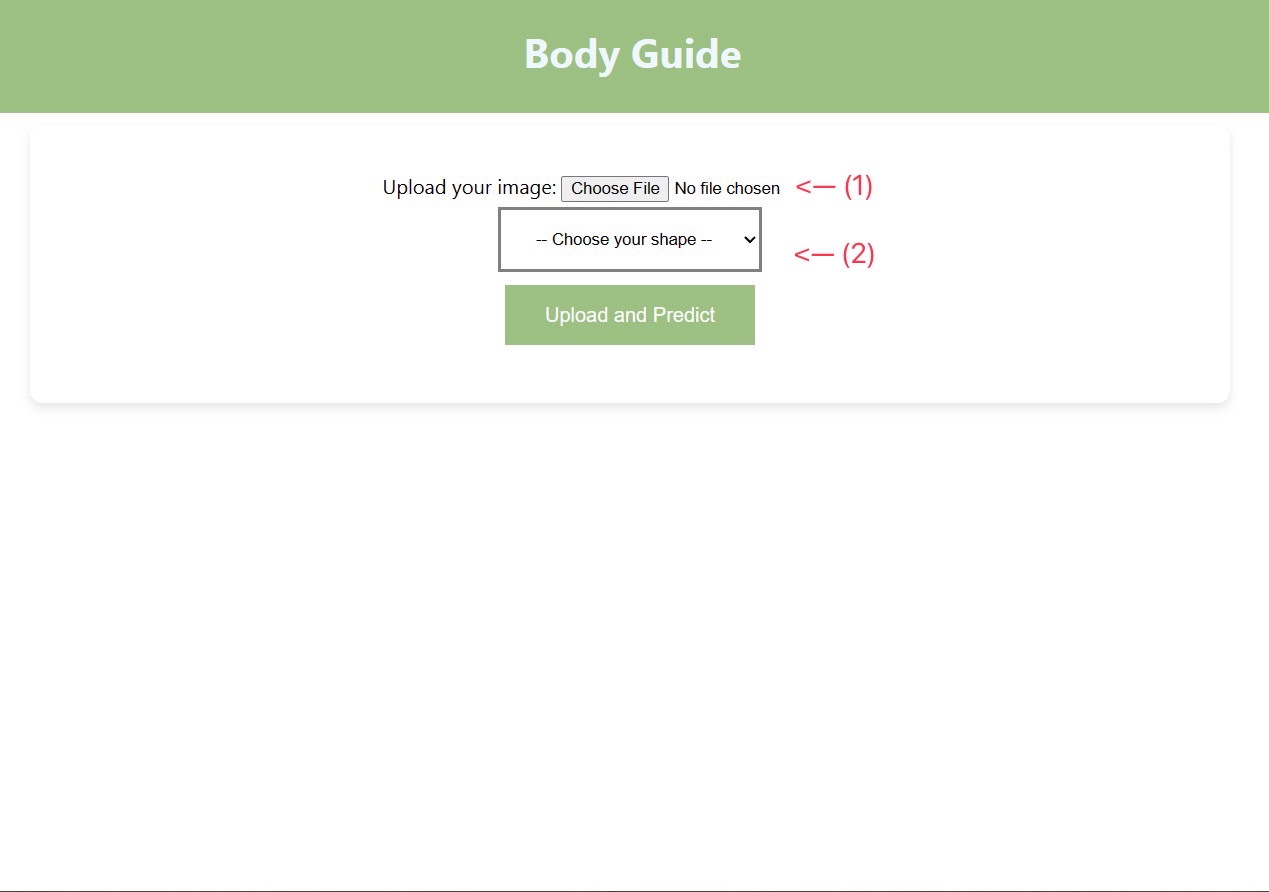 Body Guide
Upload your image: Choose File No file chosen <— (1)
-- Choose your shape -- <— (2)
Upload and Predict